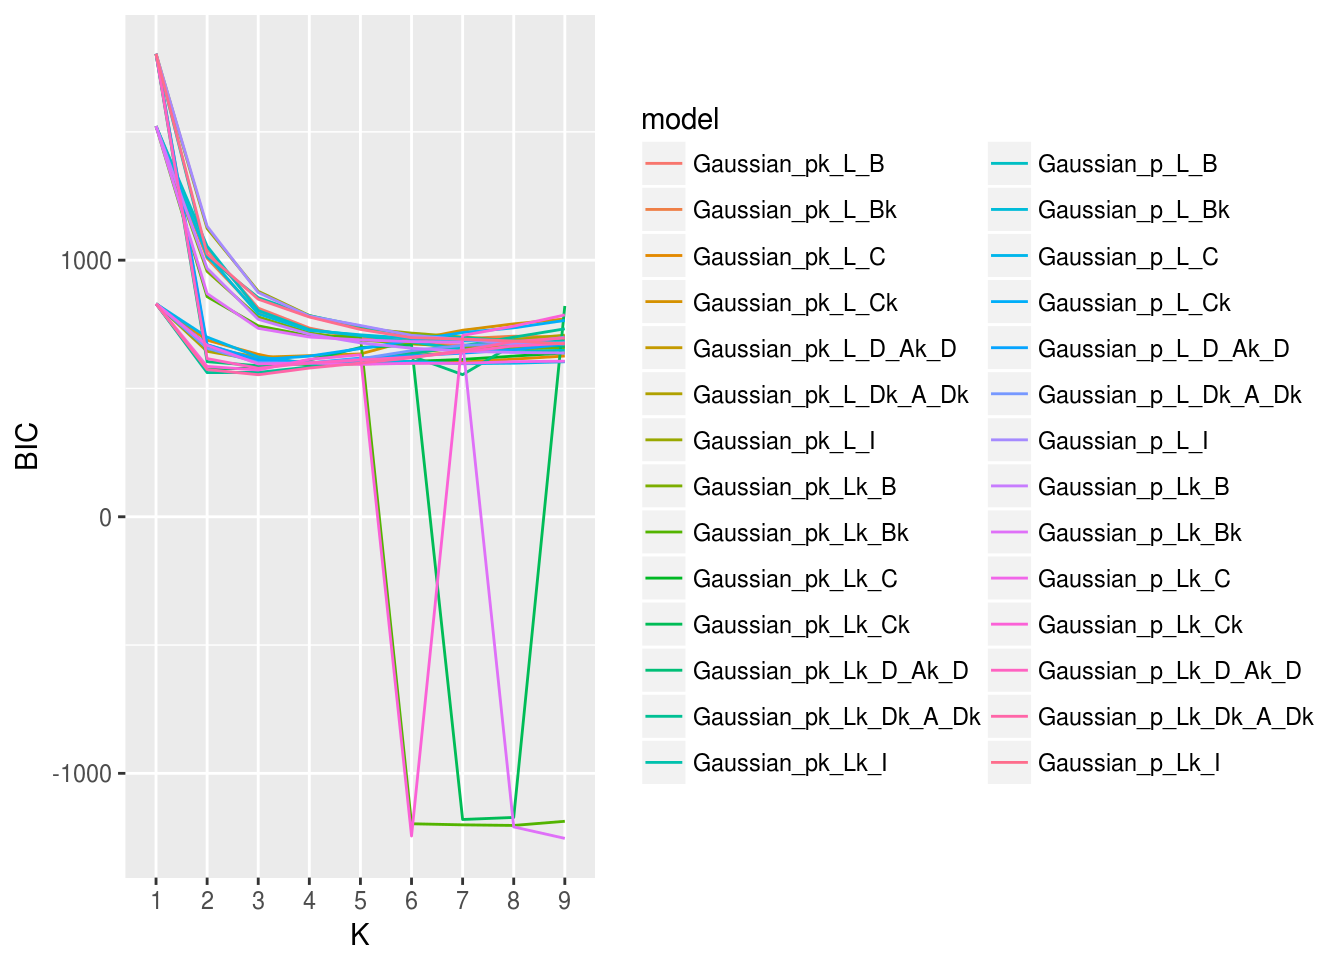 model
Gaussian_pk_L_B
Gaussian_pk_L_Bk
Gaussian_pk_L_C
Gaussian_pk_L_Ck
Gaussian_pk_L_D_Ak_D
Gaussian_pk_L_Dk_A_Dk
Gaussian_pk_L_I
Gaussian_pk_Lk_B
Gaussian_pk_Lk_Bk
Gaussian_pk_Lk_C
Gaussian_pk_Lk_Ck
Gaussian_pk_Lk_D_Ak_D
Gaussian_pk_Lk_Dk_A_Dk
Gaussian_pk_Lk_I
Gaussian_p_L_B
Gaussian_p_L_Bk
Gaussian_p_L_C
Gaussian_p_L_Ck
Gaussian_p_L_D_Ak_D
Gaussian_p_L_Dk_A_Dk
Gaussian_p_L_I
Gaussian_p_Lk_B
Gaussian_p_Lk_Bk
Gaussian_p_Lk_C
Gaussian_p_Lk_Ck
Gaussian_p_Lk_D_Ak_D
Gaussian_p_Lk_Dk_A_Dk
Gaussian_p_Lk_I
BIC
1000
0
-1000
1 2 3 4 5 6 7 8 9
K